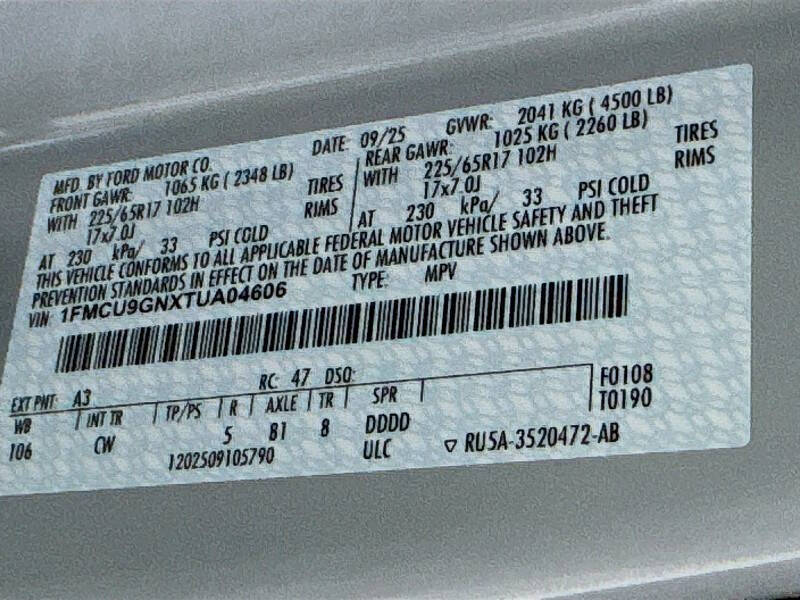 MFD. BY FORD MOTOR CO. DATE: 09/25 GVWR: 2041 KG ( 4500 LB)
FRONT GAWR: 1065 KG ( 2348 LB) REAR GAWR: 1025 KG ( 2260 LB)
WITH 225/65R17 102H TIRES WITH 225/65R17 102H TIRES
17x7.0J RIMS 17x7.0J RIMS
AT 230 kPa/ 33 PSI COLD AT 230 kPa/ 33 PSI COLD
THIS VEHICLE CONFORMS TO ALL APPLICABLE FEDERAL MOTOR VEHICLE SAFETY AND THEFT
PREVENTION STANDARDS IN EFFECT ON THE DATE OF MANUFACTURE SHOWN ABOVE.
VIN: 1FMCU9GNXTUA04606 TYPE: MPV
EXT PNT: A3 RC: 47 DSO: F0108
WB INT TR TP/PS R AXLE TR SPR T0190
106 CW 5 81 8 DDDD
1202509105790 ULC ▽ RU5A-3520472-AB